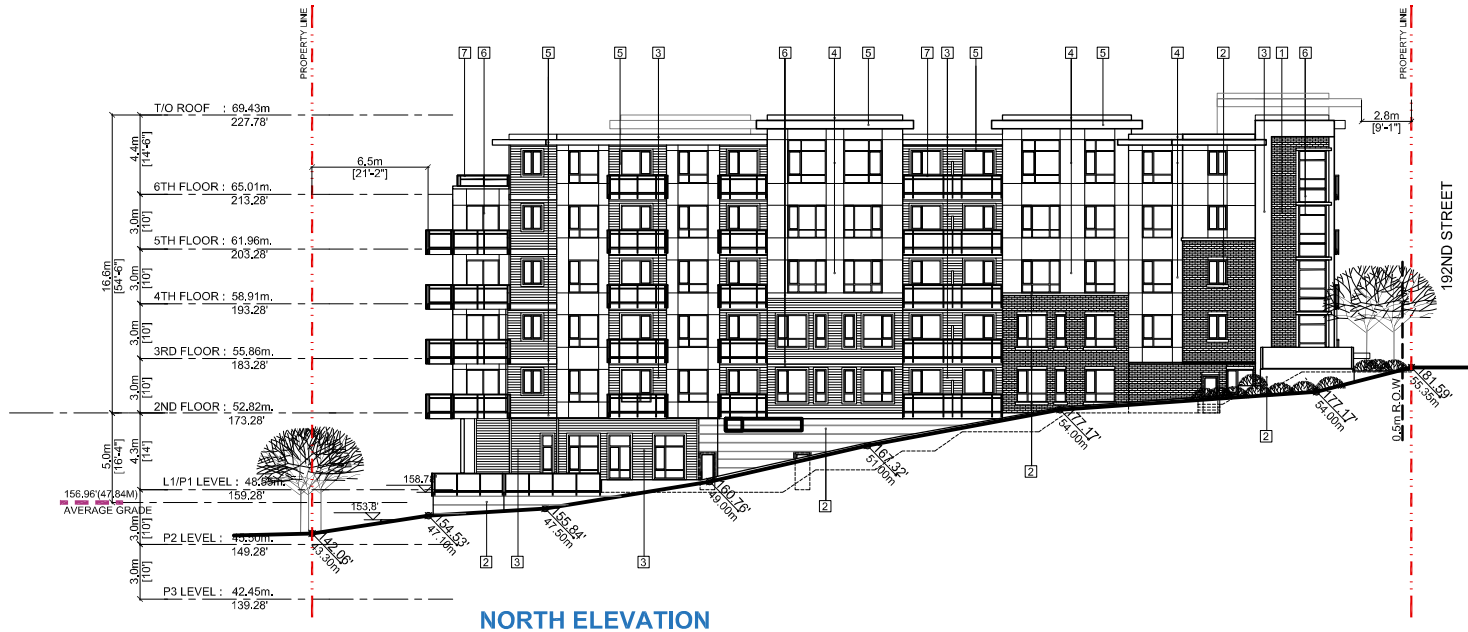 PROPERTY LINE
PROPERTY LINE
7 6 5 5 3 6 4 5 7 3 5 4 5 4 2 3 1 6
T/O ROOF : 69.43m
227.78'
4.4m
[14'-6"]
6.5m
[21'-2"]
2.8m
[9'-1"]
6TH FLOOR : 65.01m.
213.28'
3.0m
[10']
5TH FLOOR : 61.96m.
203.28'
16.6m
[54'-6"]
3.0m
[10']
4TH FLOOR : 58.91m.
193.28'
3.0m
[10']
3RD FLOOR : 55.86m.
183.28'
3.0m
[10']
2ND FLOOR : 52.82m.
173.28'
5.0m
[16'-4"]
4.3m
[14']
L1/P1 LEVEL : 48.55m.
159.28'
156.96'(47.84M)
AVERAGE GRADE
3.0m
[10']
P2 LEVEL : 45.50m.
149.28'
3.0m
[10']
P3 LEVEL : 42.45m.
139.28'
158.78
153.8'
142.06'
43.30m
154.53'
47.10m
155.84'
47.50m
160.76'
49.00m
167.32'
51.00m
177.17'
54.00m
177.17'
54.00m
181.59'
55.35m
0.5m R.O.W
192ND STREET
2 3 3 2 2 2
NORTH ELEVATION